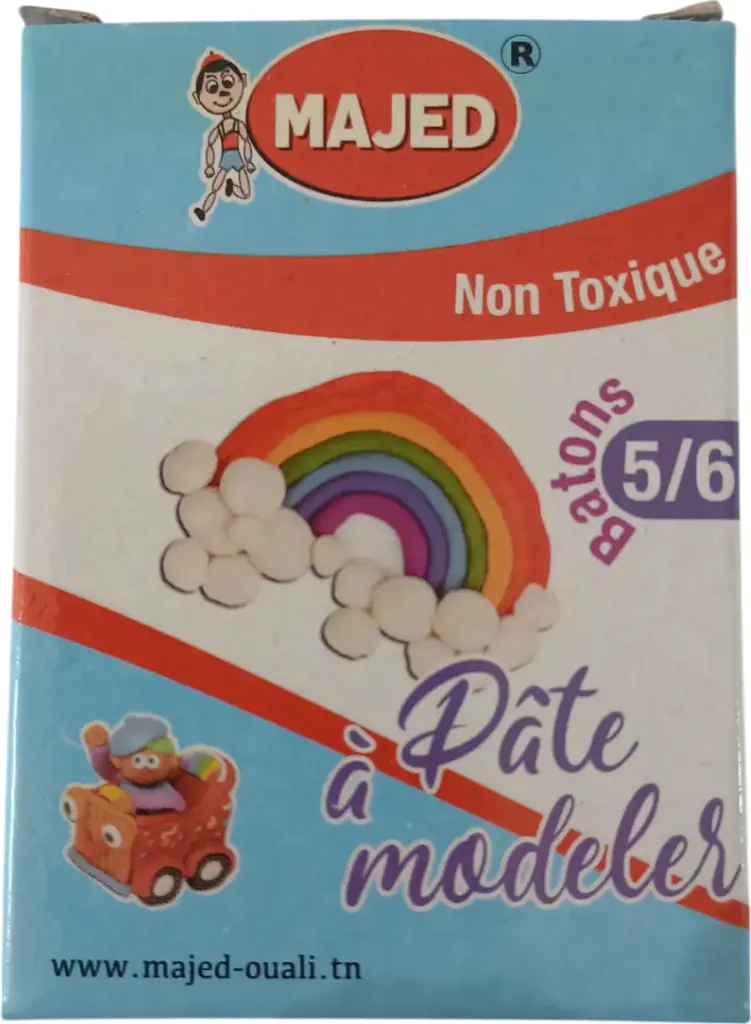 MAJED ®
Non Toxique
Batons
5/6
Pâte
à
modeler
www.majed-ouali.tn